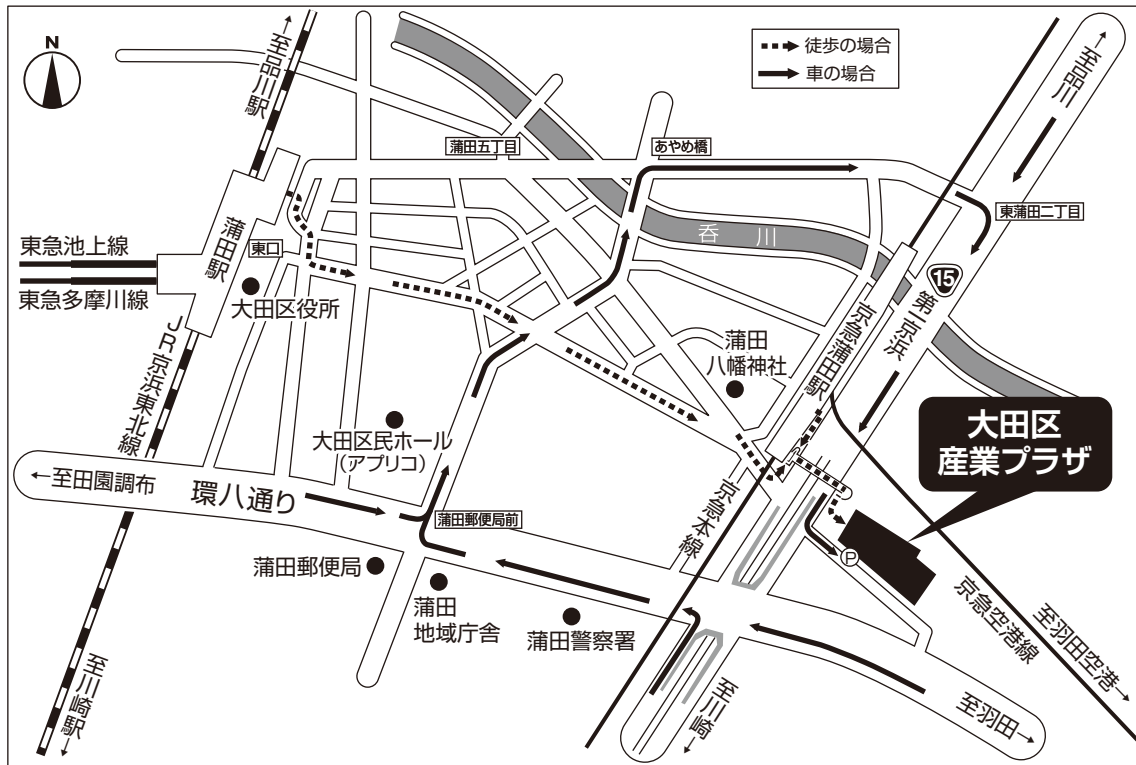 N
↑至品川駅
徒歩の場合
車の場合
↑至品川
蒲田五丁目
あやめ橋
東蒲田二丁目
呑川
15
第一京浜
東急池上線
東急多摩川線
蒲田駅
東口
大田区役所
JR京浜東北線
蒲田
八幡神社
京急蒲田駅
大田区
産業プラザ
大田区民ホール
(アプリコ)
←至田園調布
環八通り
蒲田郵便局前
京急本線
P
蒲田郵便局
蒲田
地域庁舎
蒲田警察署
京急空港線
至羽田空港→
至羽田→
至川崎駅↓
至川崎↓